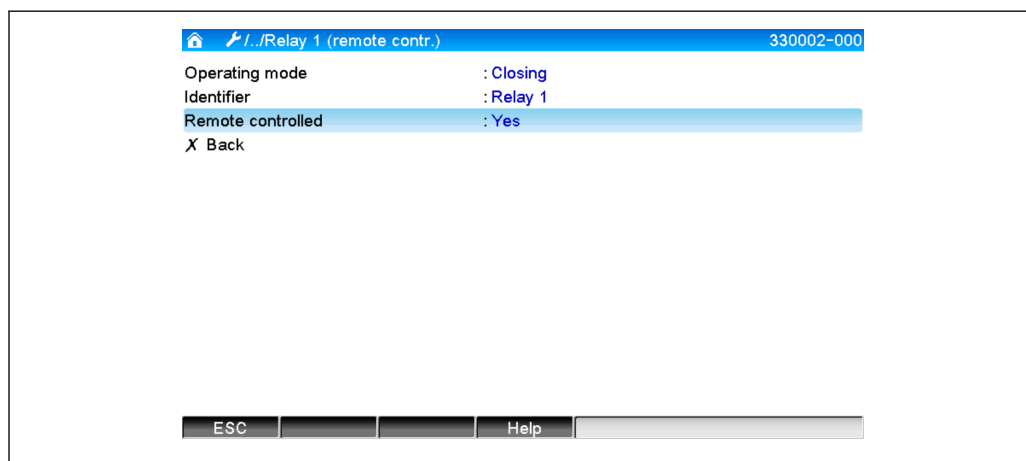 /../Relay 1 (remote contr.) 330002-000
Operating mode : Closing
Identifier : Relay 1
Remote controlled : Yes
X Back
ESC Help